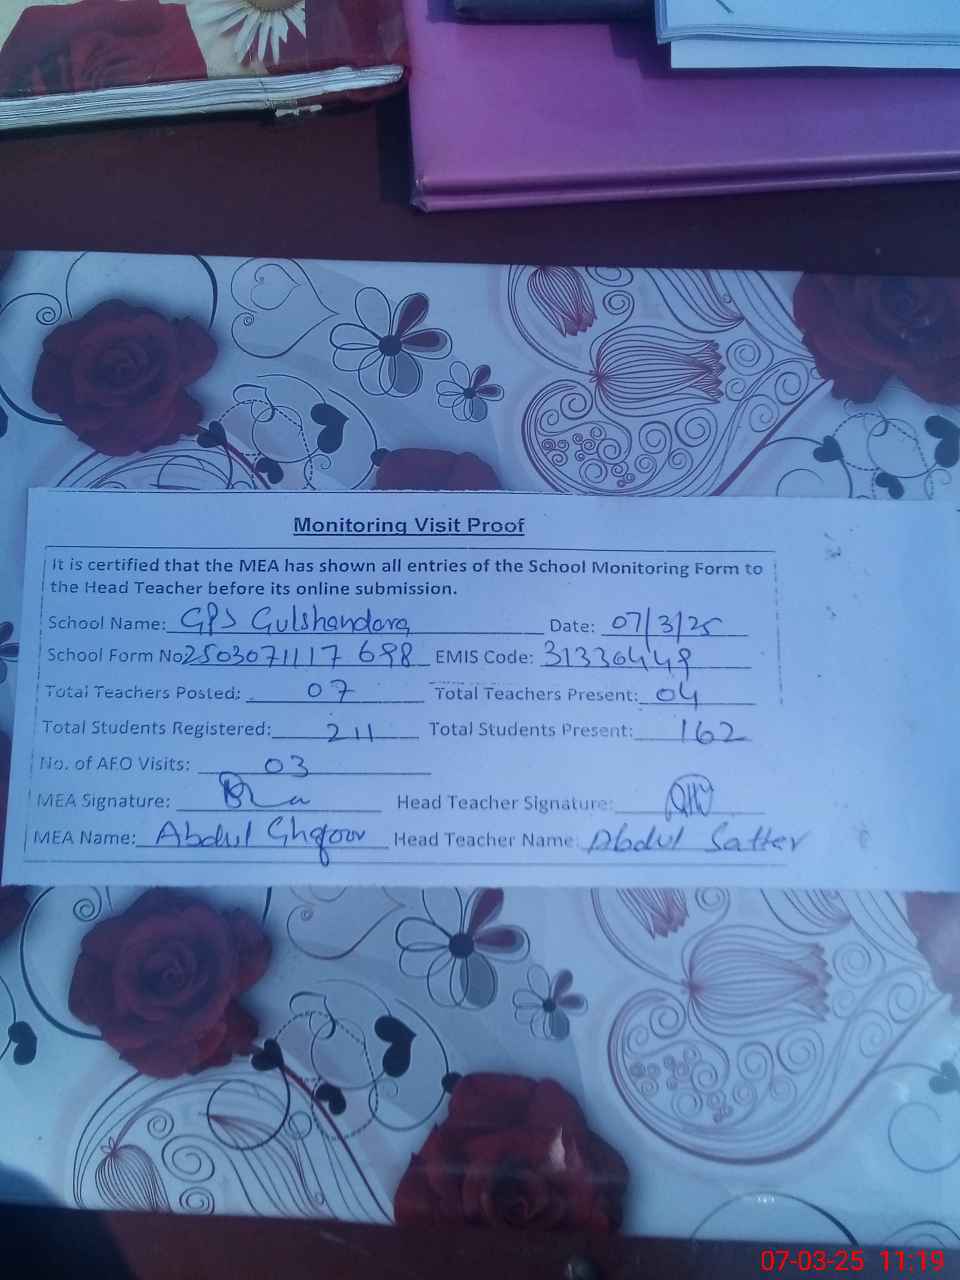 Monitoring Visit Proof
It is certified that the MEA has shown all entries of the School Monitoring Form to
the Head Teacher before its online submission.
School Name: GPS Gulshandara Date: 07/3/25
School Form No 2503071117 698 EMIS Code: 31330449
Total Teachers Posted: 07 Total Teachers Present: 04
Total Students Registered: 211 Total Students Present: 162
No. of AFO Visits: 03
MEA Signature: Head Teacher Signature:
MEA Name: Abdul Ghafoor Head Teacher Name: Abdul Satter
07-03-25 11:19